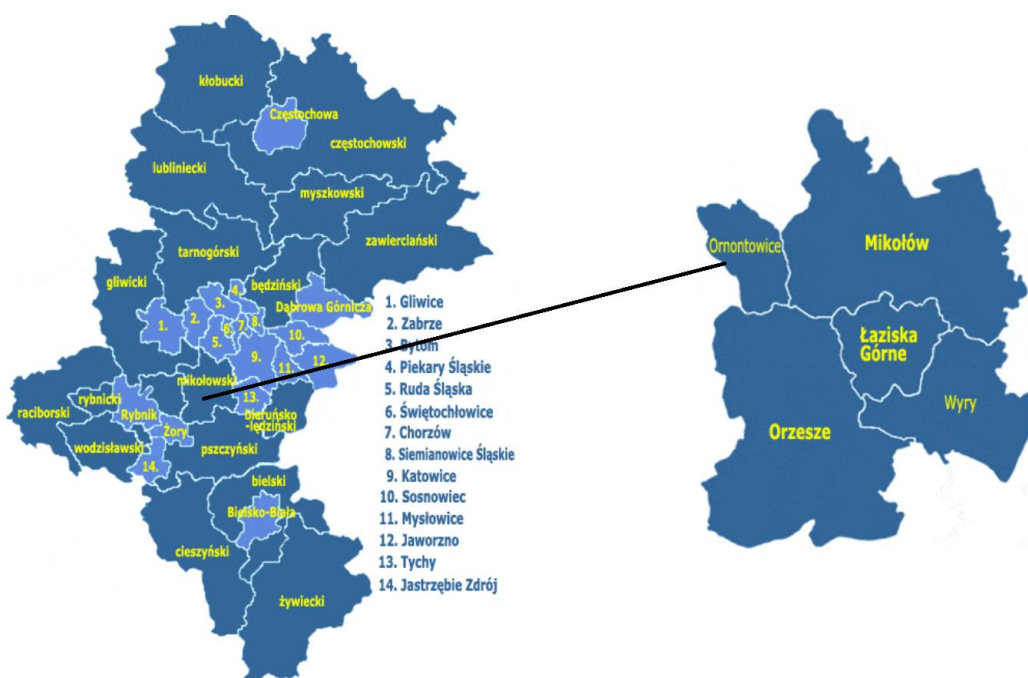 kłobucki
Częstochowa
częstochowski
lubliniecki
myszkowski
zawierciański
tarnogórski
gliwicki
będziński
Dąbrowa Górnicza
1.
2.
3.
4.
5.
6.
7.
8.
9.
10.
11.
12.
13.
14.
mikołowski
bieruńsko
-lędziński
raciborski
rybnicki
Rybnik
Żory
wodzisławski
pszczyński
bielski
Bielsko-Biała
cieszyński
żywiecki
1. Gliwice
2. Zabrze
3. Bytom
4. Piekary Śląskie
5. Ruda Śląska
6. Świętochłowice
7. Chorzów
8. Siemianowice Śląskie
9. Katowice
10. Sosnowiec
11. Mysłowice
12. Jaworzno
13. Tychy
14. Jastrzębie Zdrój
Ornontowice
Mikołów
Łaziska
Górne
Orzesze
Wyry